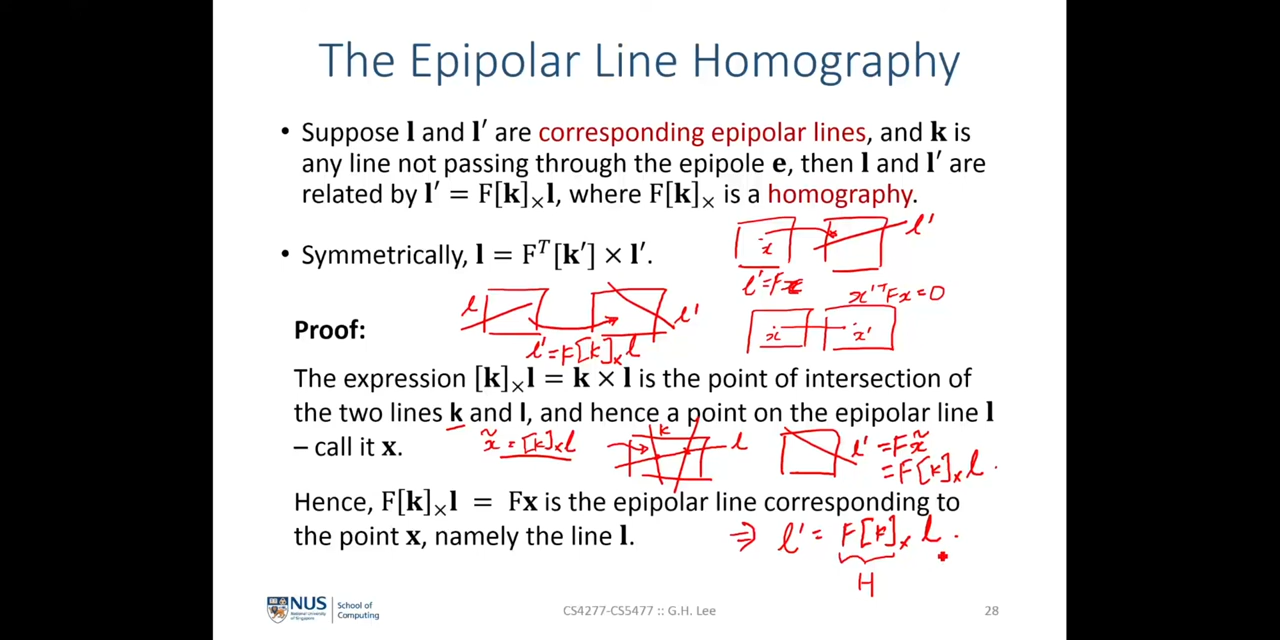 The Epipolar Line Homography
• Suppose l and l′ are corresponding epipolar lines, and k is
any line not passing through the epipole e, then l and l′ are
related by l′ = F[k]×l, where F[k]× is a homography.
• Symmetrically, l = Fᵀ[k′] × l′.
x
l′
l′=Fx
x′ᵀFx=0
l
l′
l′=F[k]×l
x
x′
Proof:
The expression [k]×l = k × l is the point of intersection of
the two lines k and l, and hence a point on the epipolar line l
– call it x.
x̃ = [k]×l
k
l
l′ = Fx̃
= F[k]×l.
Hence, F[k]×l = Fx is the epipolar line corresponding to
the point x, namely the line l.
⇒ l′ = F[k]× l.
H
NUS
National University
of Singapore
School of
Computing
CS4277-CS5477 :: G.H. Lee
28